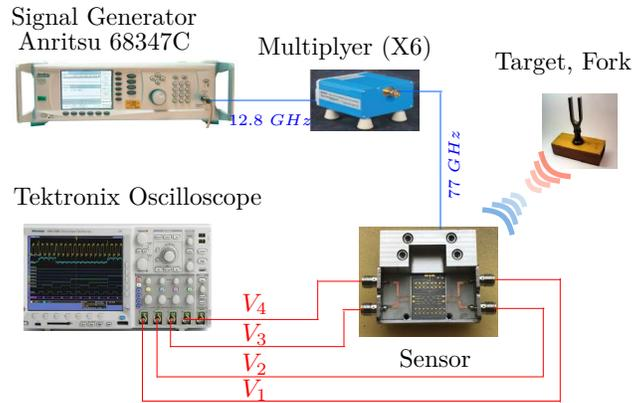 Signal Generator
Anritsu 68347C
Multiplyer (X6)
Target, Fork
12.8 GHz
77 GHz
Tektronix Oscilloscope
V4
V3
V2
V1
Sensor